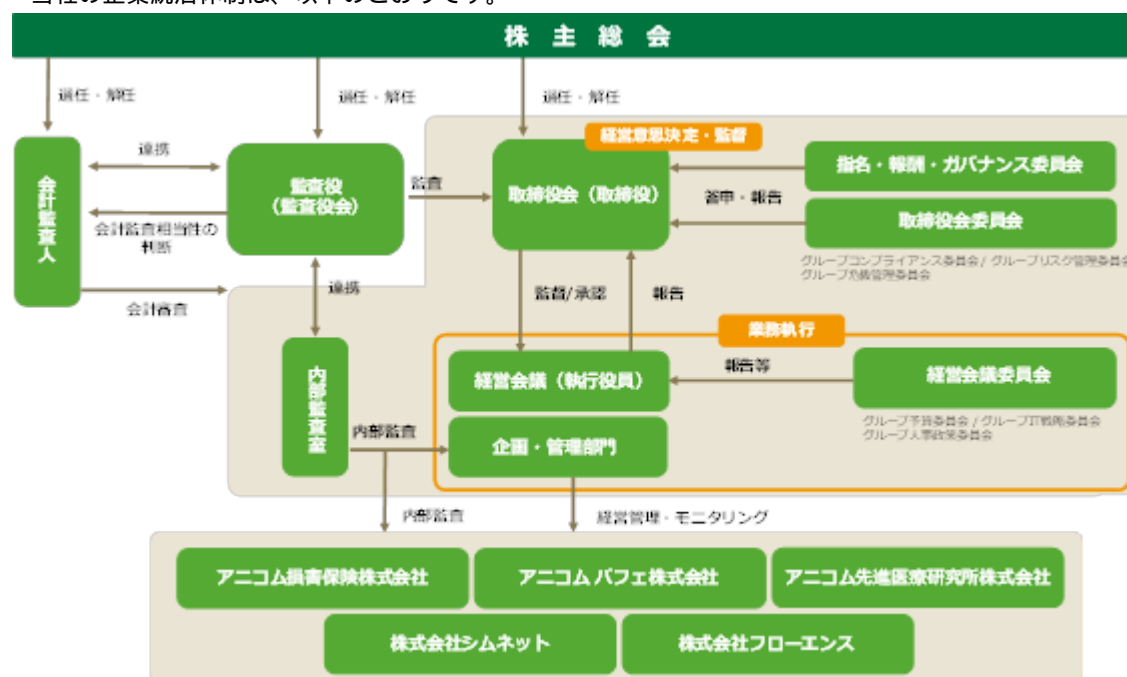 当社の企業統治体制は、以下のとおりです。
株主総会
選任・解任
選任・解任
選任・解任
経営意思決定・監督
会計監査人
連携
監査役
(監査役会)
監査
取締役会（取締役）
指名・報酬・ガバナンス委員会
答申・報告
取締役会委員会
会計監査相当性の
判断
グループコンプライアンス委員会 / グループリスク管理委員会
グループ危機管理委員会
会計監査
連携
監督/承認
報告
業務執行
内部監査室
経営会議（執行役員）
報告等
経営会議委員会
グループ予算委員会 / グループIT戦略委員会
グループ人事政策委員会
内部監査
企画・管理部門
内部監査
経営管理・モニタリング
アニコム損害保険株式会社
アニコム パフェ株式会社
アニコム先進医療研究所株式会社
株式会社シムネット
株式会社フローエンス